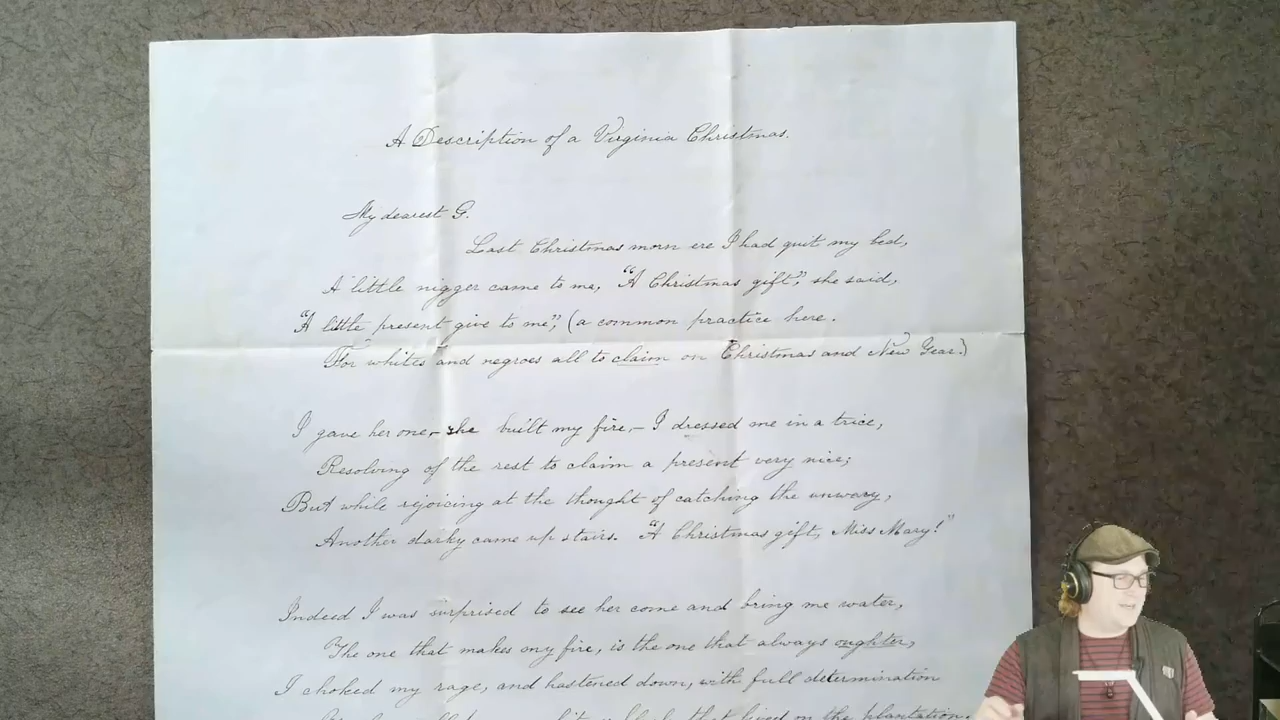 A Description of a Virginia Christmas.
My dearest G.
Last Christmas morn ere I had quit my bed,
A little nigger came to me, "A Christmas gift," she said,
"A little present give to me," (a common practice here.
For whites and negroes all to claim on Christmas and New Year.)
I gave her one, – she built my fire, – I dressed me in a trice,
Resolving of the rest to claim a present very nice;
But while rejoicing at the thought of catching the unwary,
Another darky came up stairs. "A Christmas gift, Miss Mary!"
Indeed I was surprised to see her come and bring me water,
The one that makes my fire, is the one that always oughter,
I choked my rage, and hastened down, with full determination
that lived on the plantation.